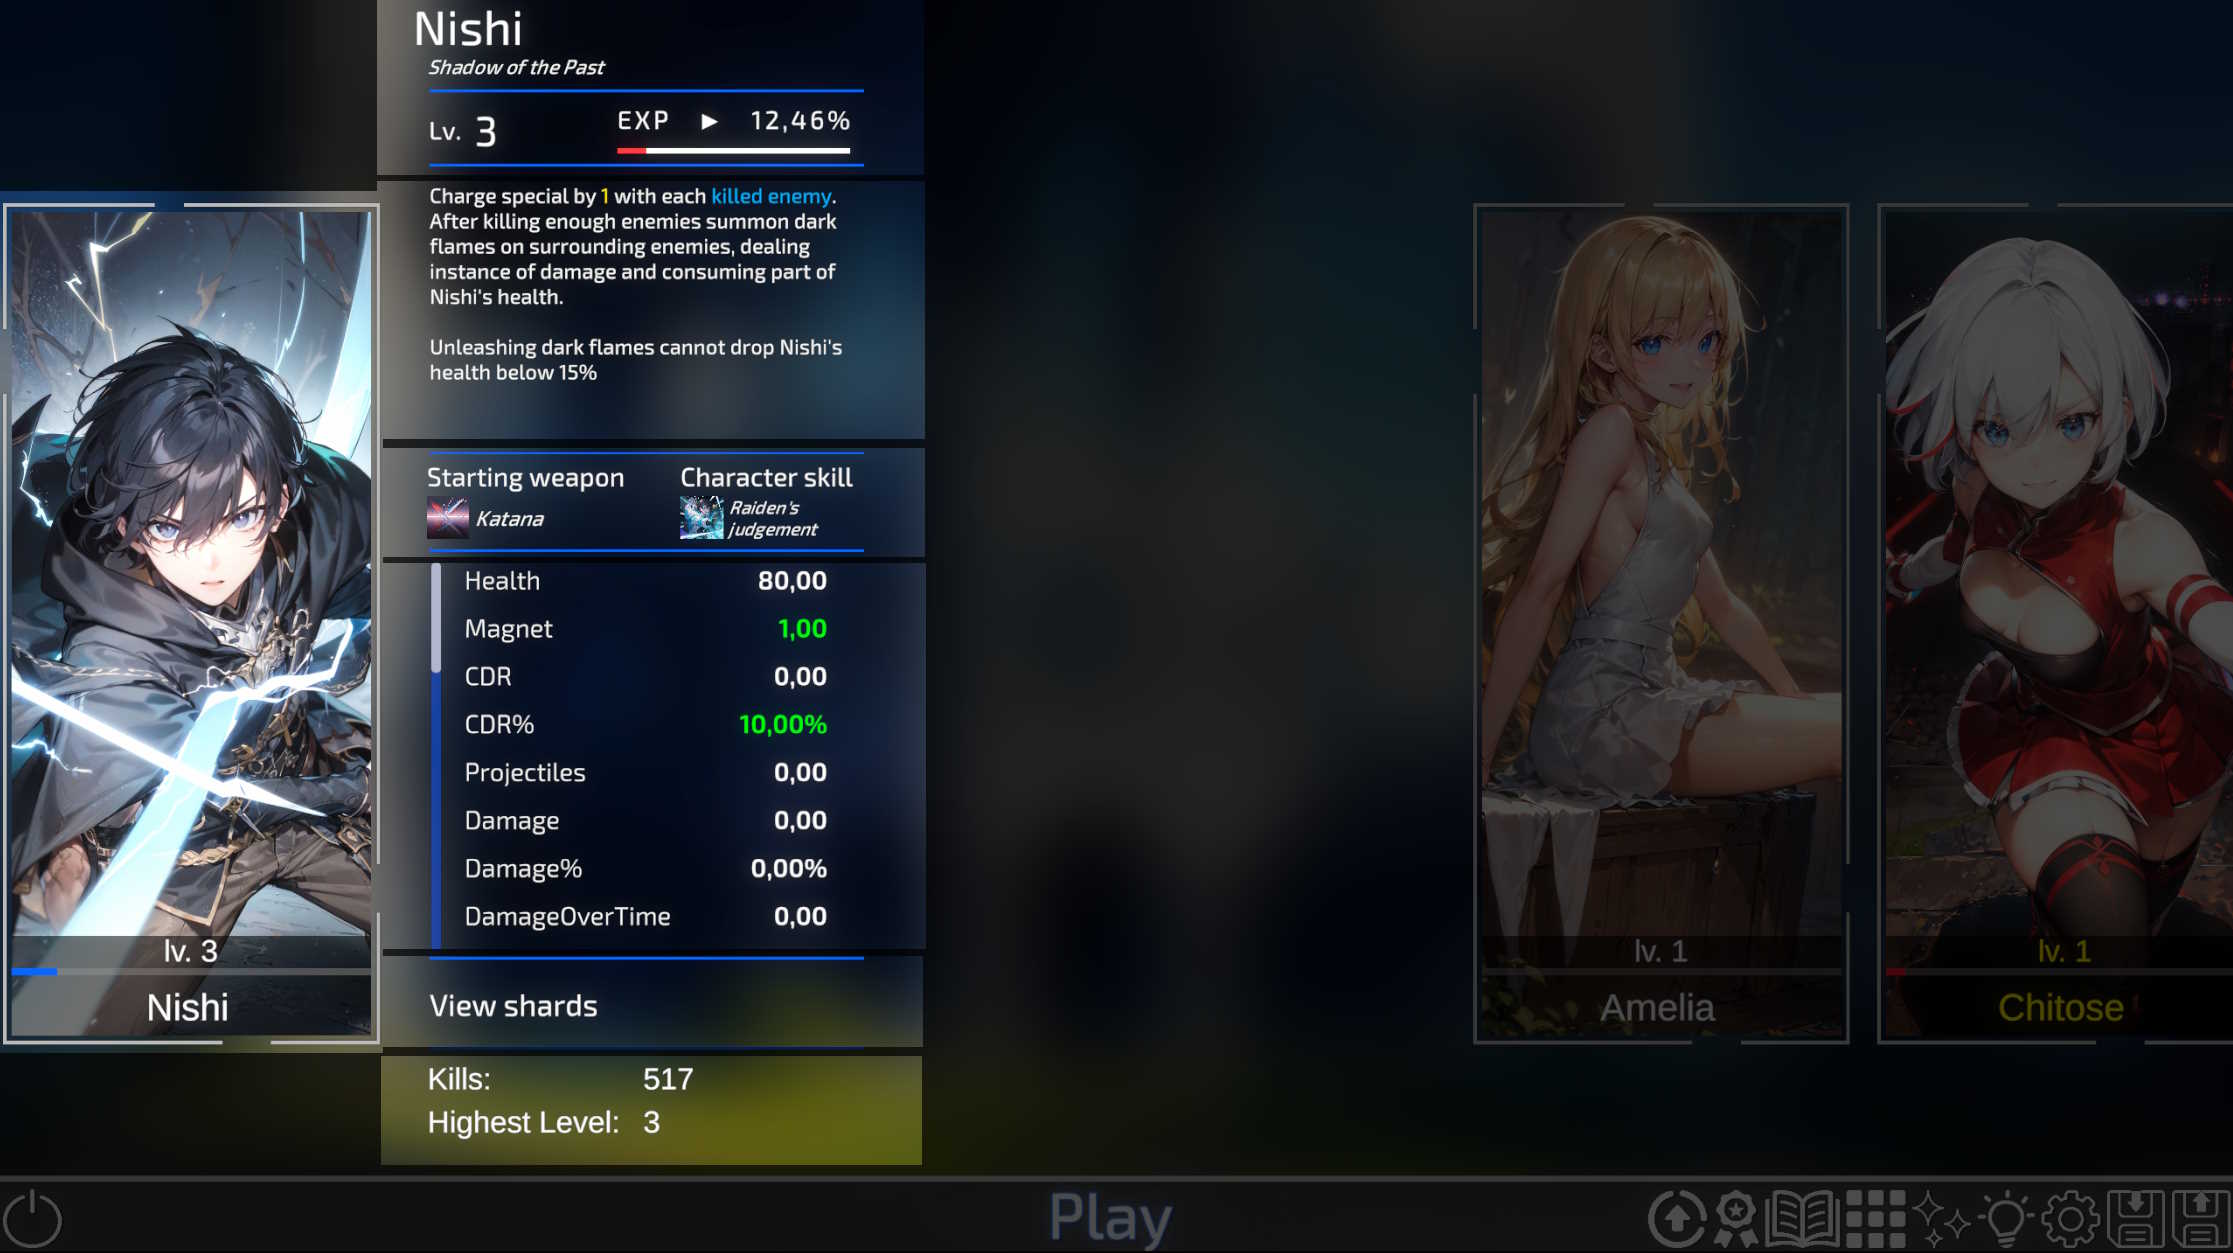 Nishi
Shadow of the Past
Lv. 3
EXP ▶ 12,46%
Charge special by 1 with each killed enemy.
After killing enough enemies summon dark
flames on surrounding enemies, dealing
instance of damage and consuming part of
Nishi's health.
Unleashing dark flames cannot drop Nishi's
health below 15%
Starting weapon
Katana
Character skill
Raiden's
judgement
Health 80,00
Magnet 1,00
CDR 0,00
CDR% 10,00%
Projectiles 0,00
Damage 0,00
Damage% 0,00%
DamageOverTime 0,00
View shards
Kills: 517
Highest Level: 3
lv. 3
Nishi
lv. 1
Amelia
lv. 1
Chitose
Play